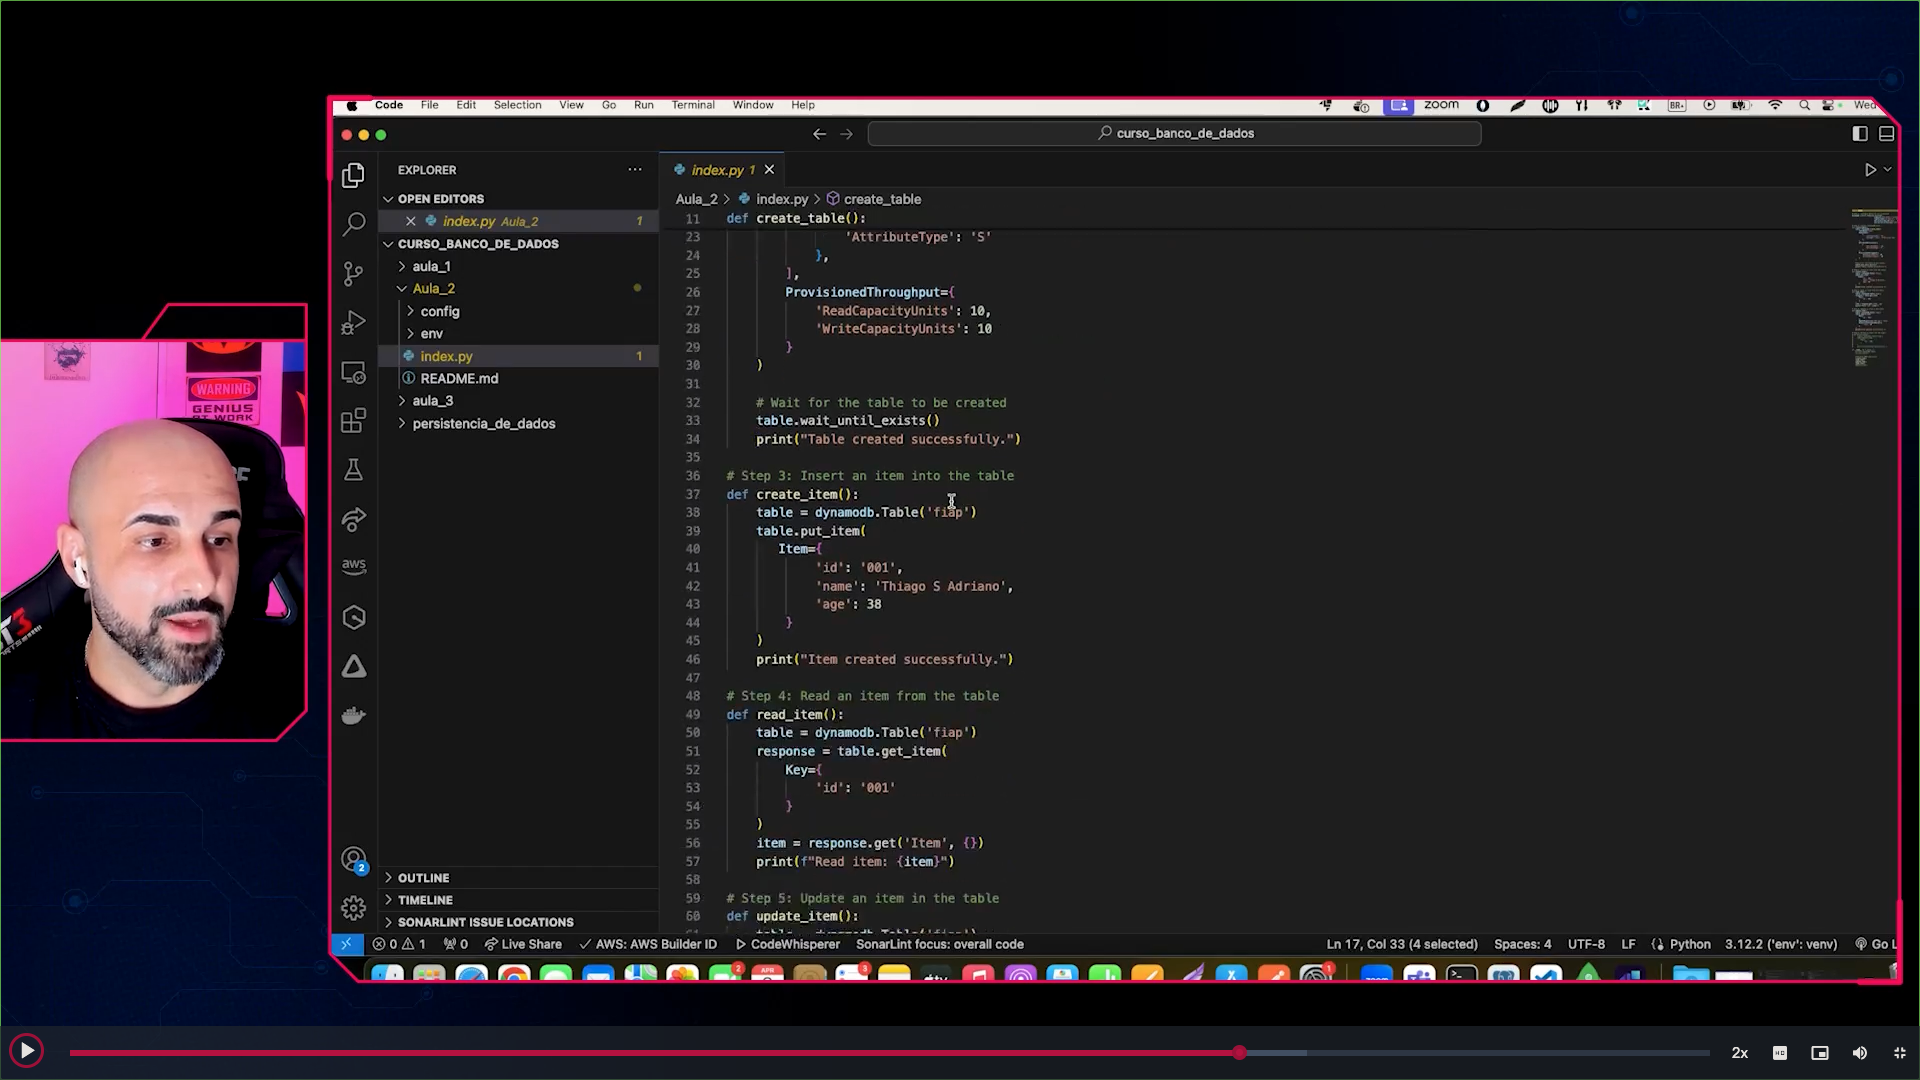 Code File Edit Selection View Go Run Terminal Window Help
zoom
BR
Wed
curso_banco_de_dados
EXPLORER
OPEN EDITORS
index.py Aula_2 1
CURSO_BANCO_DE_DADOS
aula_1
Aula_2
config
env
index.py 1
README.md
aula_3
persistencia_de_dados
OUTLINE
TIMELINE
SONARLINT ISSUE LOCATIONS
index.py 1
Aula_2 > index.py > create_table
11 def create_table():
23 'AttributeType': 'S'
24 },
25 ],
26 ProvisionedThroughput={
27 'ReadCapacityUnits': 10,
28 'WriteCapacityUnits': 10
29 }
30 )
31
32 # Wait for the table to be created
33 table.wait_until_exists()
34 print("Table created successfully.")
35
36 # Step 3: Insert an item into the table
37 def create_item():
38 table = dynamodb.Table('fiap')
39 table.put_item(
40 Item={
41 'id': '001',
42 'name': 'Thiago S Adriano',
43 'age': 38
44 }
45 )
46 print("Item created successfully.")
47
48 # Step 4: Read an item from the table
49 def read_item():
50 table = dynamodb.Table('fiap')
51 response = table.get_item(
52 Key={
53 'id': '001'
54 }
55 )
56 item = response.get('Item', {})
57 print(f"Read item: {item}")
58
59 # Step 5: Update an item in the table
60 def update_item():
aws
2
0 1 0 Live Share AWS: AWS Builder ID CodeWhisperer SonarLint focus: overall code Ln 17, Col 33 (4 selected) Spaces: 4 UTF-8 LF Python 3.12.2 ('env': venv) Go L
WARNING
GENIUS
AT WORK
T3
2x